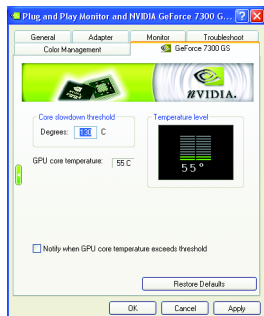 Plug and Play Monitor and NVIDIA GeForce 7300 G...
General
Adapter
Monitor
Troubleshoot
Color Management
GeForce 7300 GS
NVIDIA.
Core slowdown threshold
Degrees: 130 C
Temperature level
55°
GPU core temperature: 55 C
Notify when GPU core temperature exceeds threshold
Restore Defaults
OK
Cancel
Apply